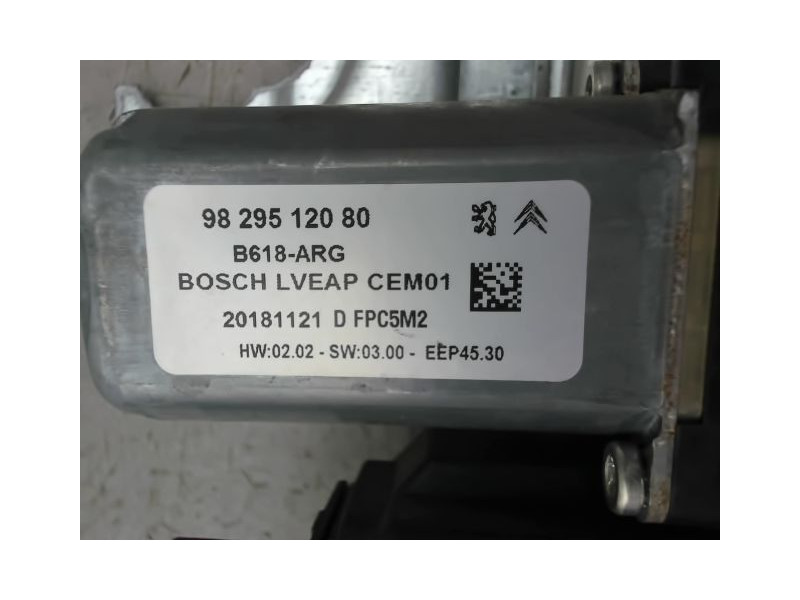 98 295 120 80
B618-ARG
BOSCH LVEAP CEM01
20181121 D FPC5M2
HW:02.02 - SW:03.00 - EEP45.30